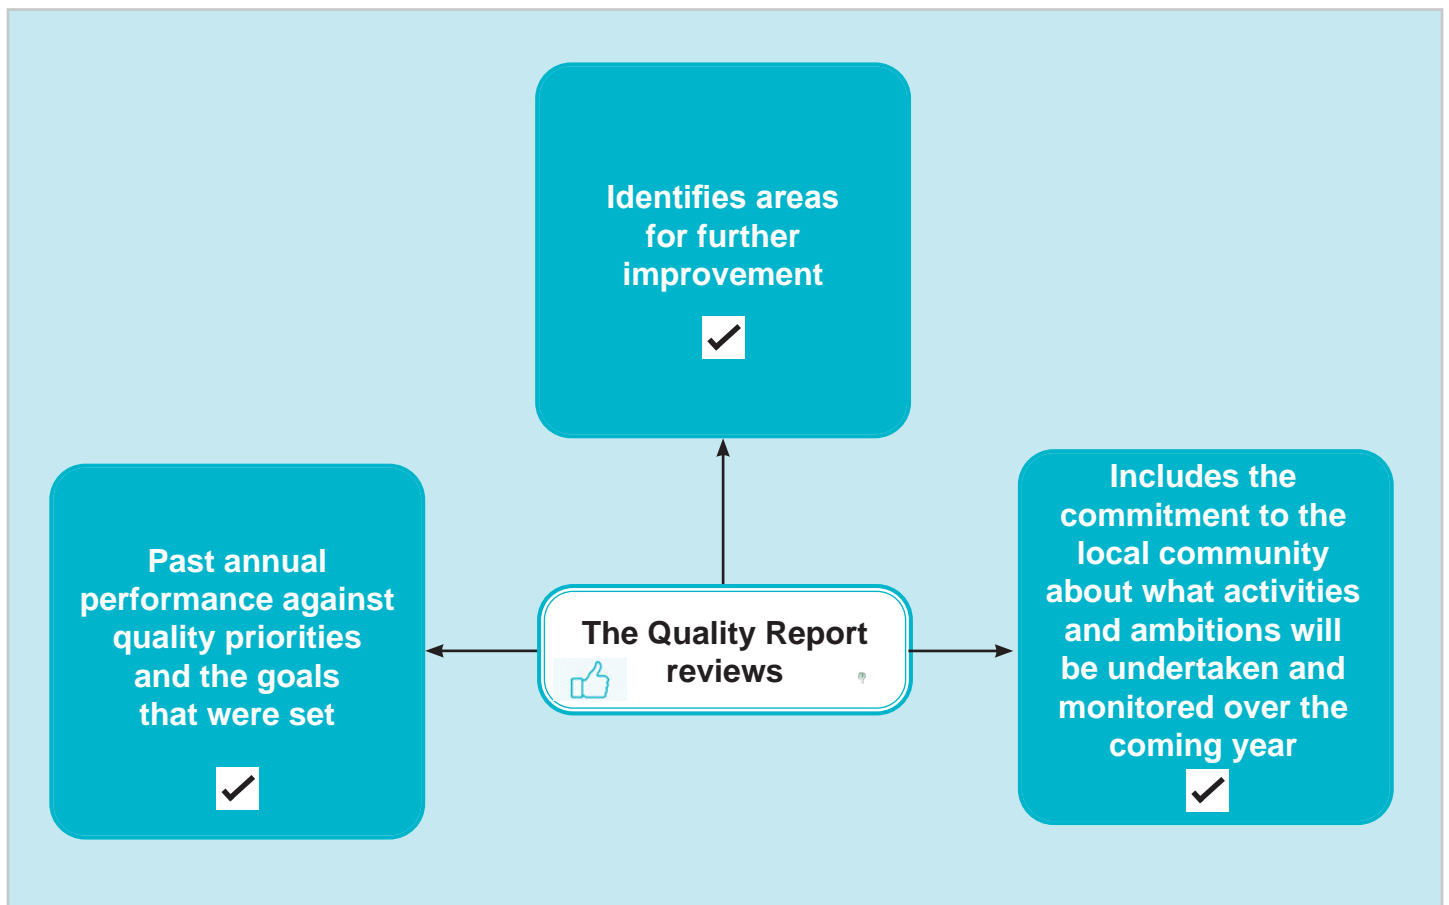 Identifies areas
for further
improvement
Past annual
performance against
quality priorities
and the goals
that were set
The Quality Report
reviews
Includes the
commitment to the
local community
about what activities
and ambitions will
be undertaken and
monitored over the
coming year